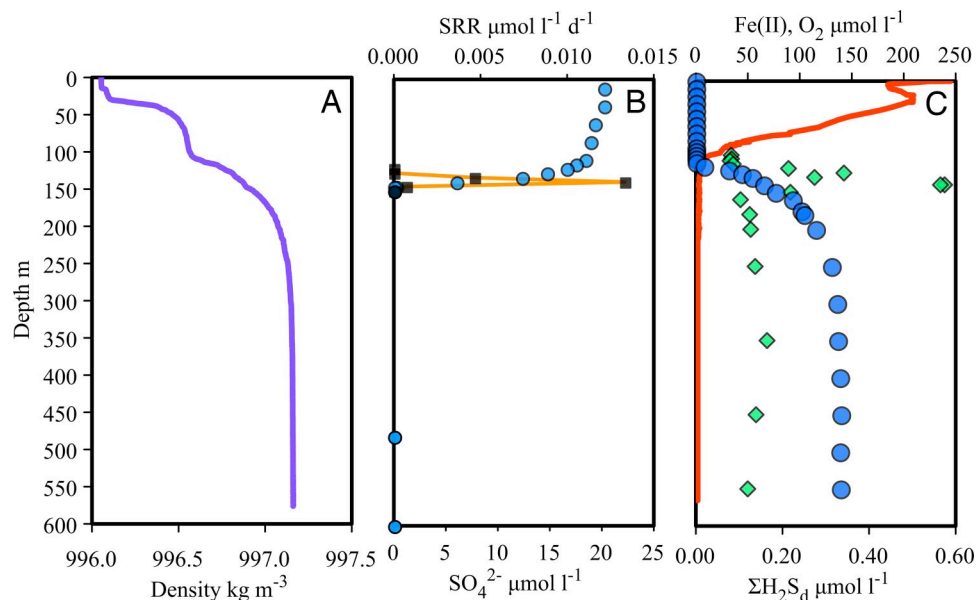 SRR μmol l⁻¹ d⁻¹
Fe(II), O₂ μmol l⁻¹
0.000 0.005 0.010 0.015
0 50 100 150 200 250
A
B
C
Depth m
0
50
100
150
200
250
300
350
400
450
500
550
600
996.0 996.5 997.0 997.5
0 5 10 15 20 25
0.00 0.20 0.40 0.60
Density kg m⁻³
SO₄²⁻ μmol l⁻¹
ΣH₂S_d μmol l⁻¹